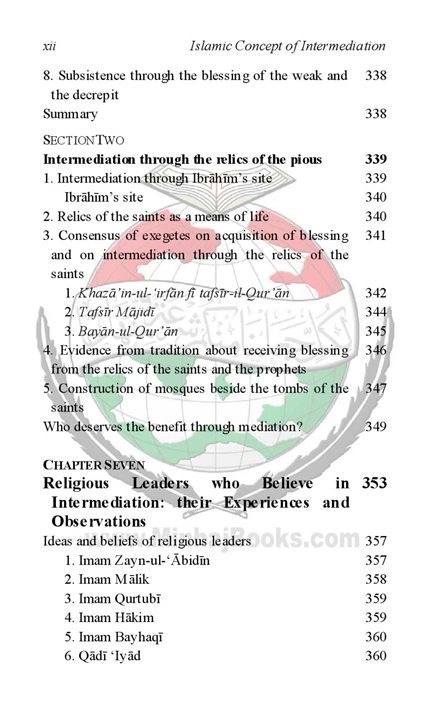 xii Islamic Concept of Intermediation
8. Subsistence through the blessing of the weak and 338
the decrepit
Summary 338
SECTION TWO
Intermediation through the relics of the pious 339
1. Intermediation through Ibrāhīm’s site 339
Ibrāhīm’s site 340
2. Relics of the saints as a means of life 340
3. Consensus of exegetes on acquisition of blessing 341
and on intermediation through the relics of the
saints
1. Khazā’in-ul-‘irfān fī tafsīr-il-Qur’ān 342
2. Tafsīr Mājidī 344
3. Bayān-ul-Qur’ān 345
4. Evidence from tradition about receiving blessing 346
from the relics of the saints and the prophets
5. Construction of mosques beside the tombs of the 347
saints
Who deserves the benefit through mediation? 349
CHAPTER SEVEN
Religious Leaders who Believe in 353
Intermediation: their Experiences and
Observations
www.MinhajBooks.com
Ideas and beliefs of religious leaders 357
1. Imam Zayn-ul-‘Ābidīn 357
2. Imam Mālik 358
3. Imam Qurtubī 359
4. Imam Hākim 359
5. Imam Bayhaqī 360
6. Qādī ‘Iyād 360